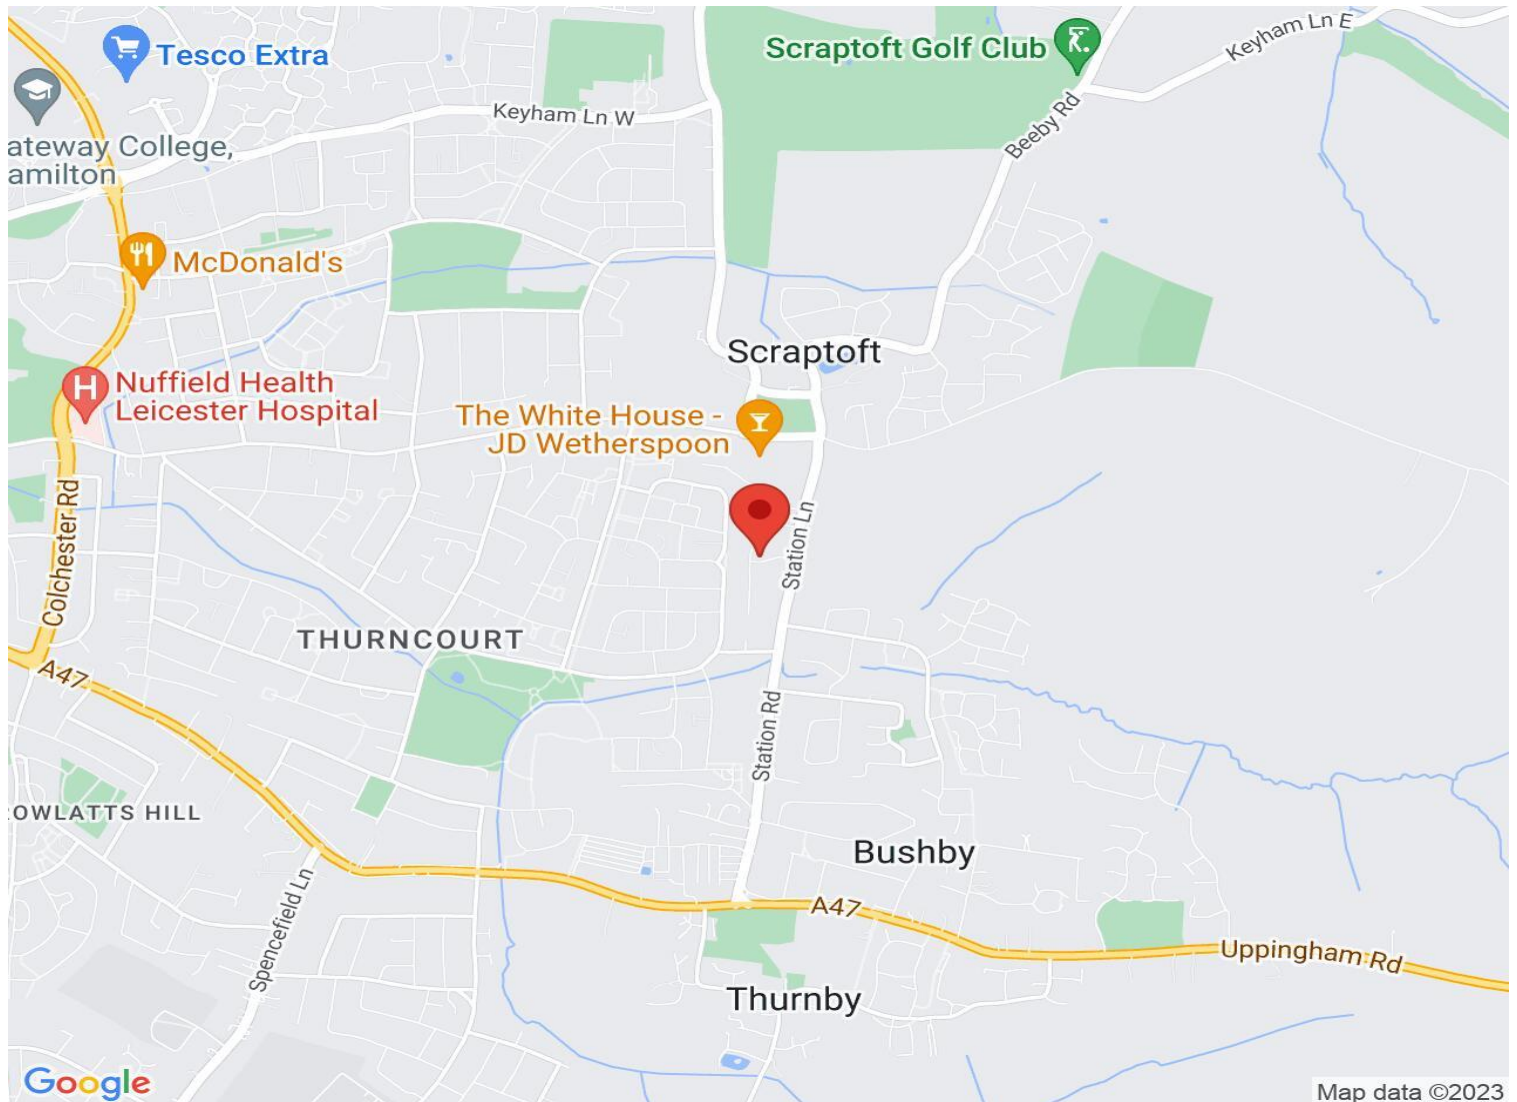 Tesco Extra
Scraptoft Golf Club
Keyham Ln E
Keyham Ln W
Beeby Rd
ateway College,
amilton
McDonald's
Scraptoft
Nuffield Health
Leicester Hospital
The White House -
JD Wetherspoon
Colchester Rd
Station Ln
THURNCOURT
A47
Station Rd
OWLATTS HILL
Bushby
Spencefield Ln
A47
Uppingham Rd
Thurnby
Google
Map data ©2023